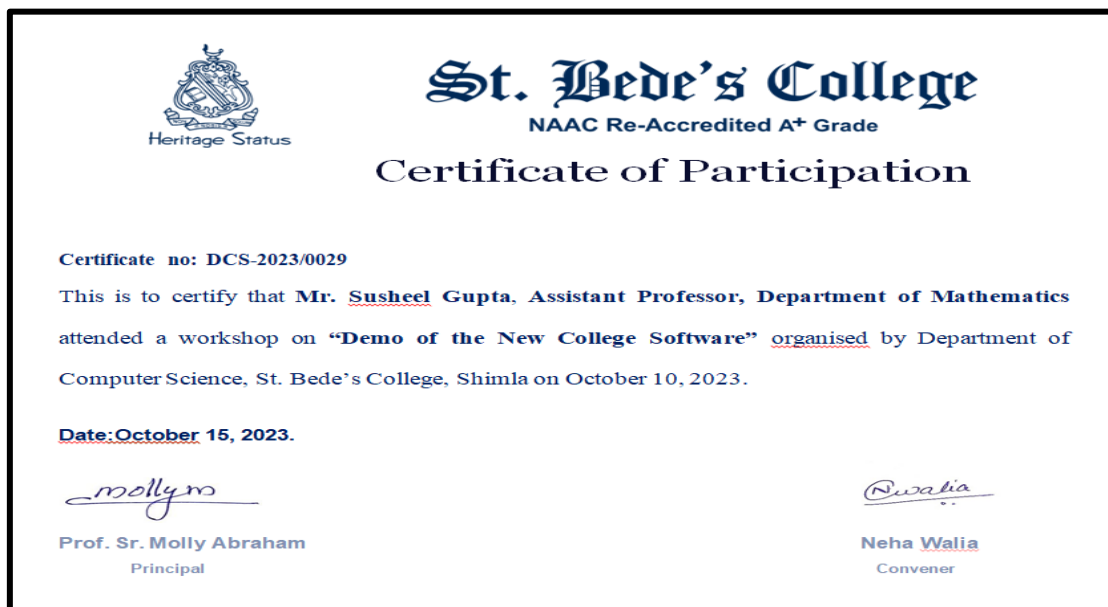 St. Bede's College
NAAC Re-Accredited A+ Grade
Heritage Status
Certificate of Participation
Certificate no: DCS-2023/0029
This is to certify that Mr. Susheel Gupta, Assistant Professor, Department of Mathematics
attended a workshop on “Demo of the New College Software” organised by Department of
Computer Science, St. Bede’s College, Shimla on October 10, 2023.
Date:October 15, 2023.
mollym
Nwalia
Prof. Sr. Molly Abraham
Neha Walia
Principal
Convener